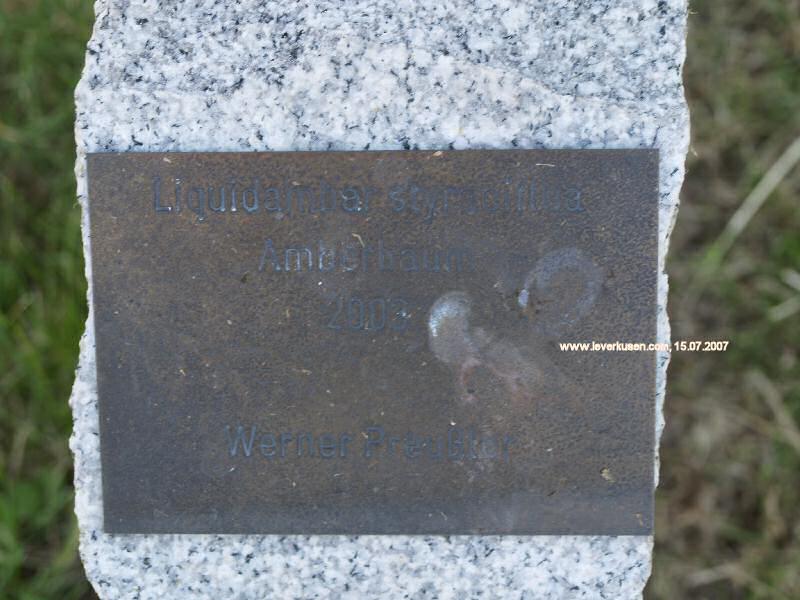 Liquidambar styraciflua
Amberbaum
2003
www.leverkusen.com, 15.07.2007
Werner Preußler